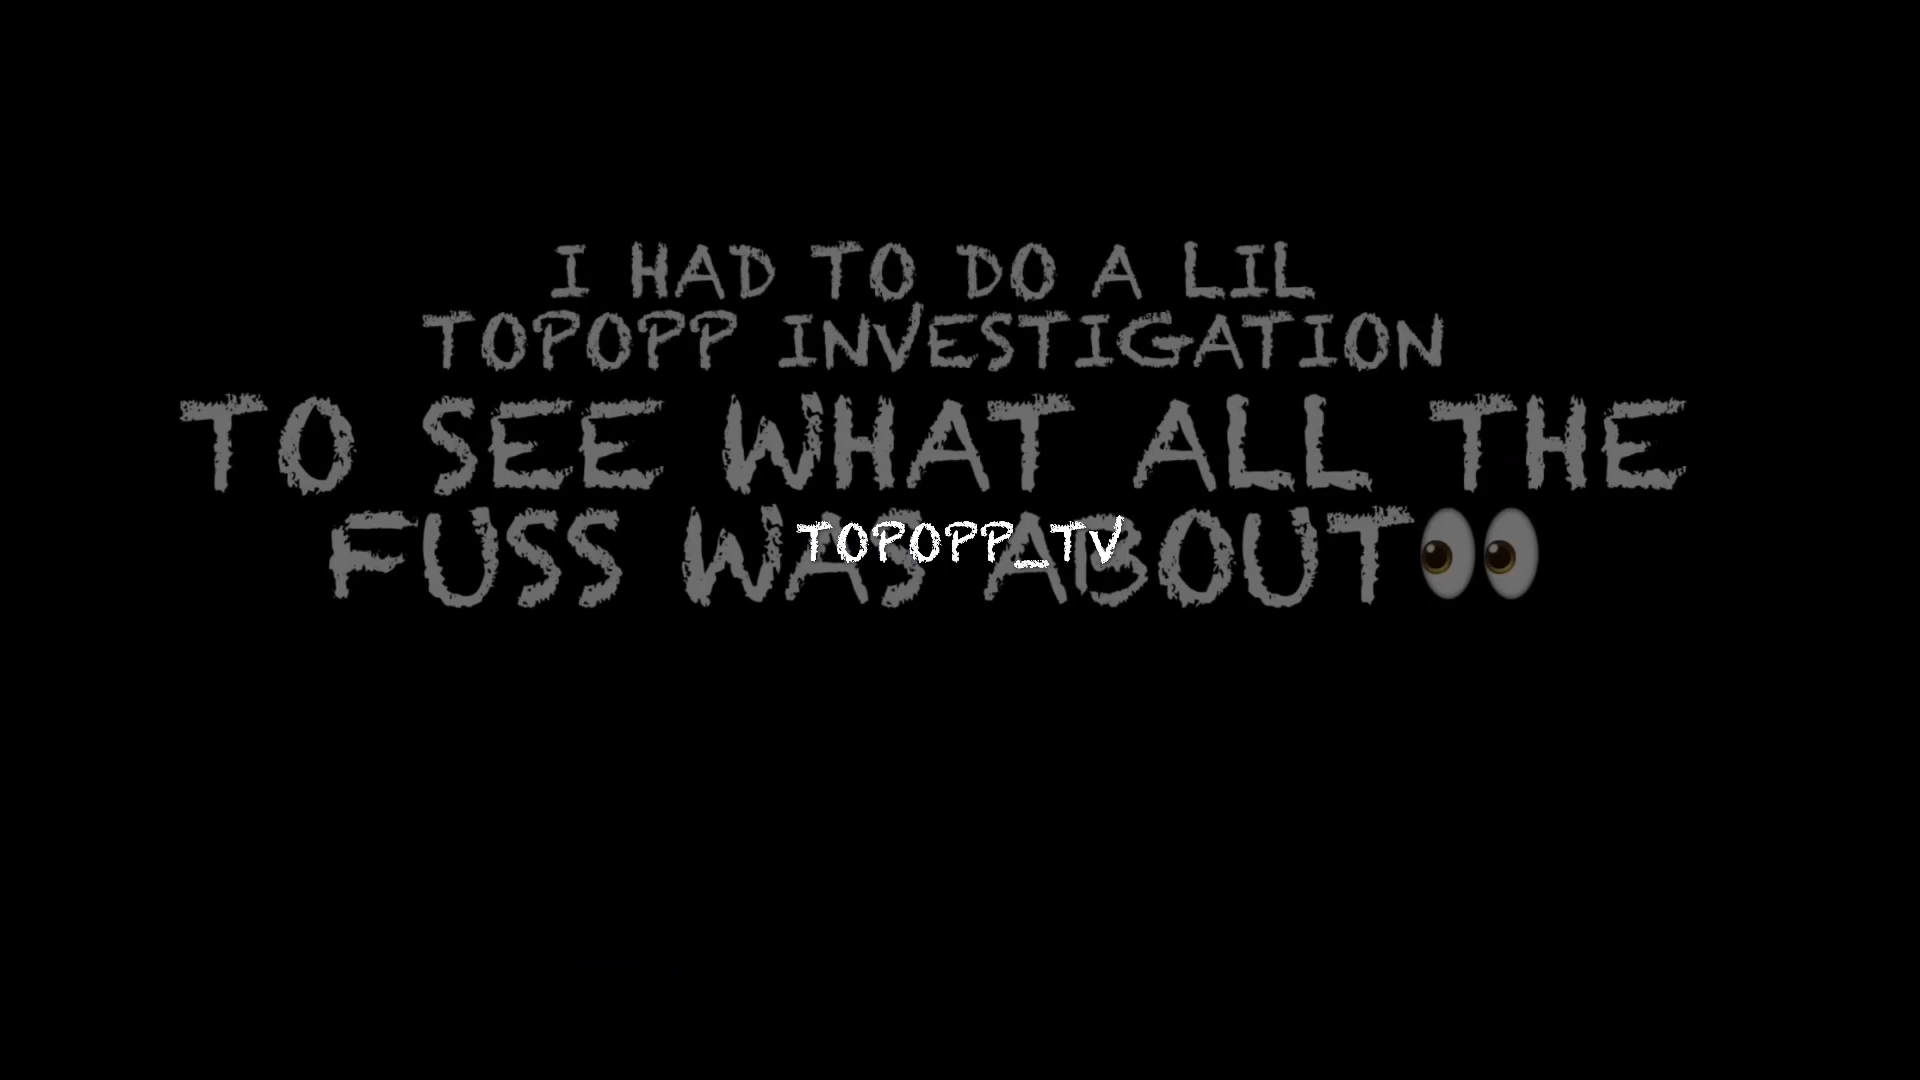 I HAD TO DO A LIL
TOPOPP INVESTIGATION
TO SEE WHAT ALL THE
FUSS WAS ABOUT👀
TOPOPP_TV